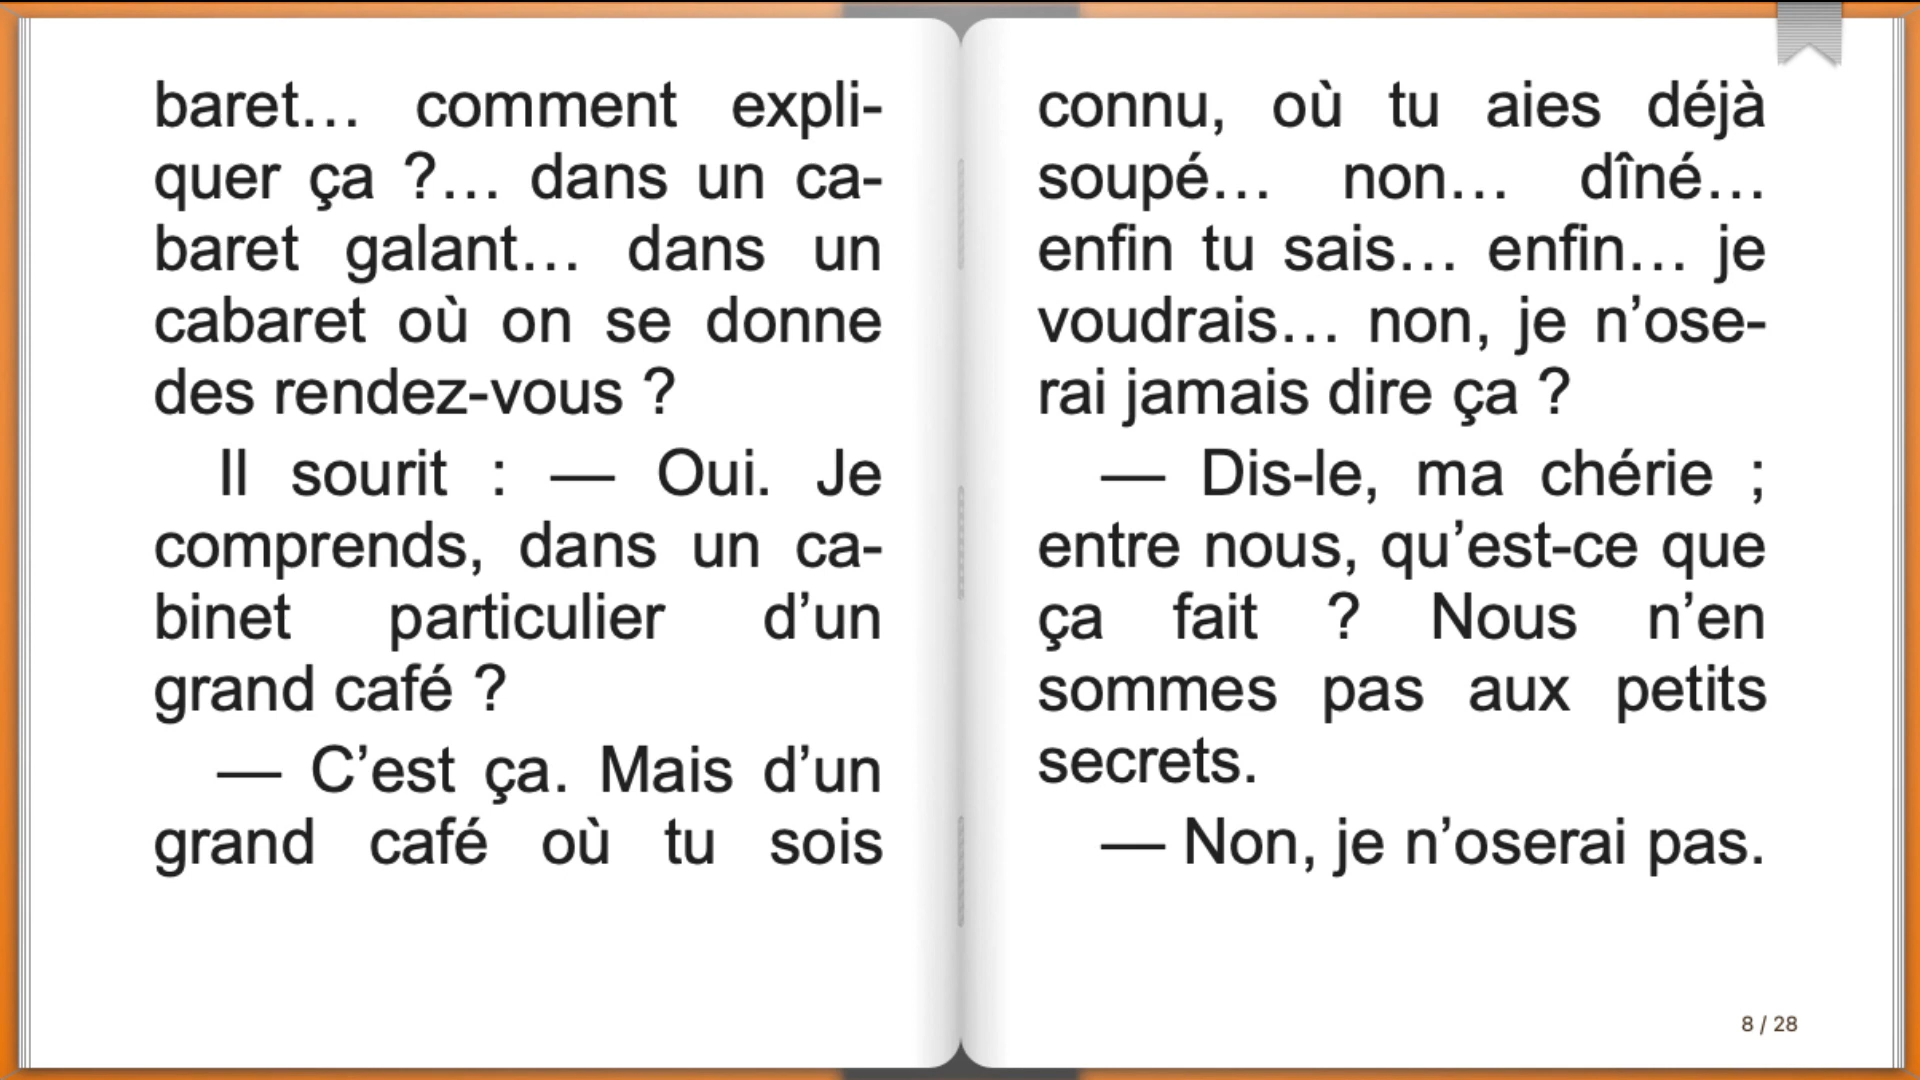 baret… comment expli-
quer ça ?… dans un ca-
baret galant… dans un
cabaret où on se donne
des rendez-vous ?
Il sourit : — Oui. Je
comprends, dans un ca-
binet particulier d’un
grand café ?
— C’est ça. Mais d’un
grand café où tu sois
connu, où tu aies déjà
soupé… non… dîné…
enfin tu sais… enfin… je
voudrais… non, je n’ose-
rai jamais dire ça ?
— Dis-le, ma chérie ;
entre nous, qu’est-ce que
ça fait ? Nous n’en
sommes pas aux petits
secrets.
— Non, je n’oserai pas.
8 / 28